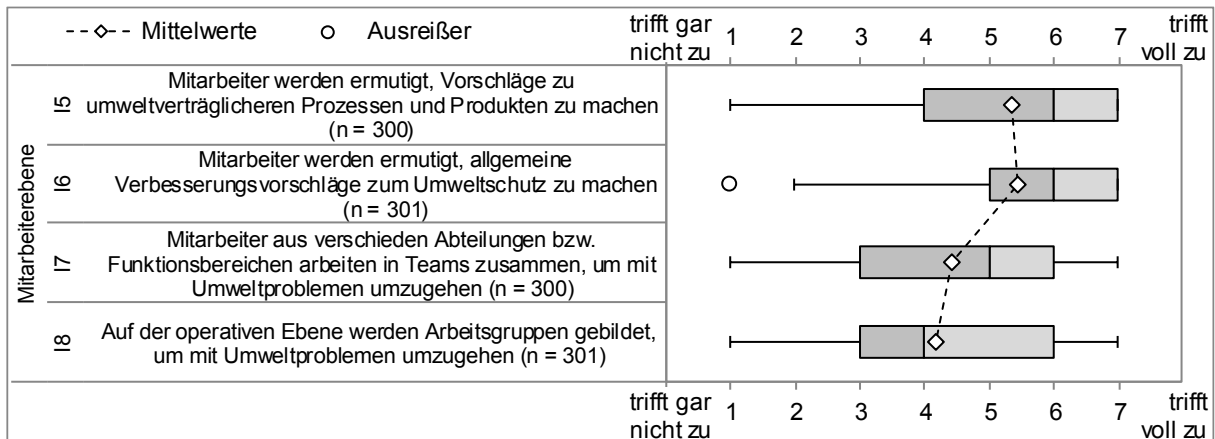 Mittelwerte Ausreißer
trifft gar
nicht zu
1 2 3 4 5 6 7
trifft
voll zu
Mitarbeiterebene
I5
Mitarbeiter werden ermutigt, Vorschläge zu
umweltverträglicheren Prozessen und Produkten zu machen
(n = 300)
I6
Mitarbeiter werden ermutigt, allgemeine
Verbesserungsvorschläge zum Umweltschutz zu machen
(n = 301)
I7
Mitarbeiter aus verschieden Abteilungen bzw.
Funktionsbereichen arbeiten in Teams zusammen, um mit
Umweltproblemen umzugehen (n = 300)
I8
Auf der operativen Ebene werden Arbeitsgruppen gebildet,
um mit Umweltproblemen umzugehen (n = 301)
trifft gar
nicht zu
1 2 3 4 5 6 7
trifft
voll zu